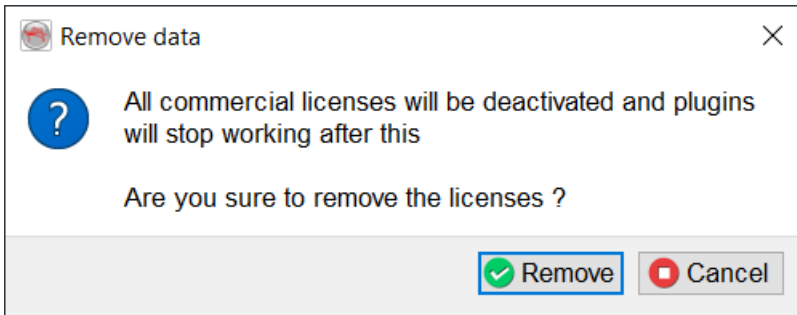 Remove data
All commercial licenses will be deactivated and plugins
will stop working after this
Are you sure to remove the licenses ?
Remove
Cancel